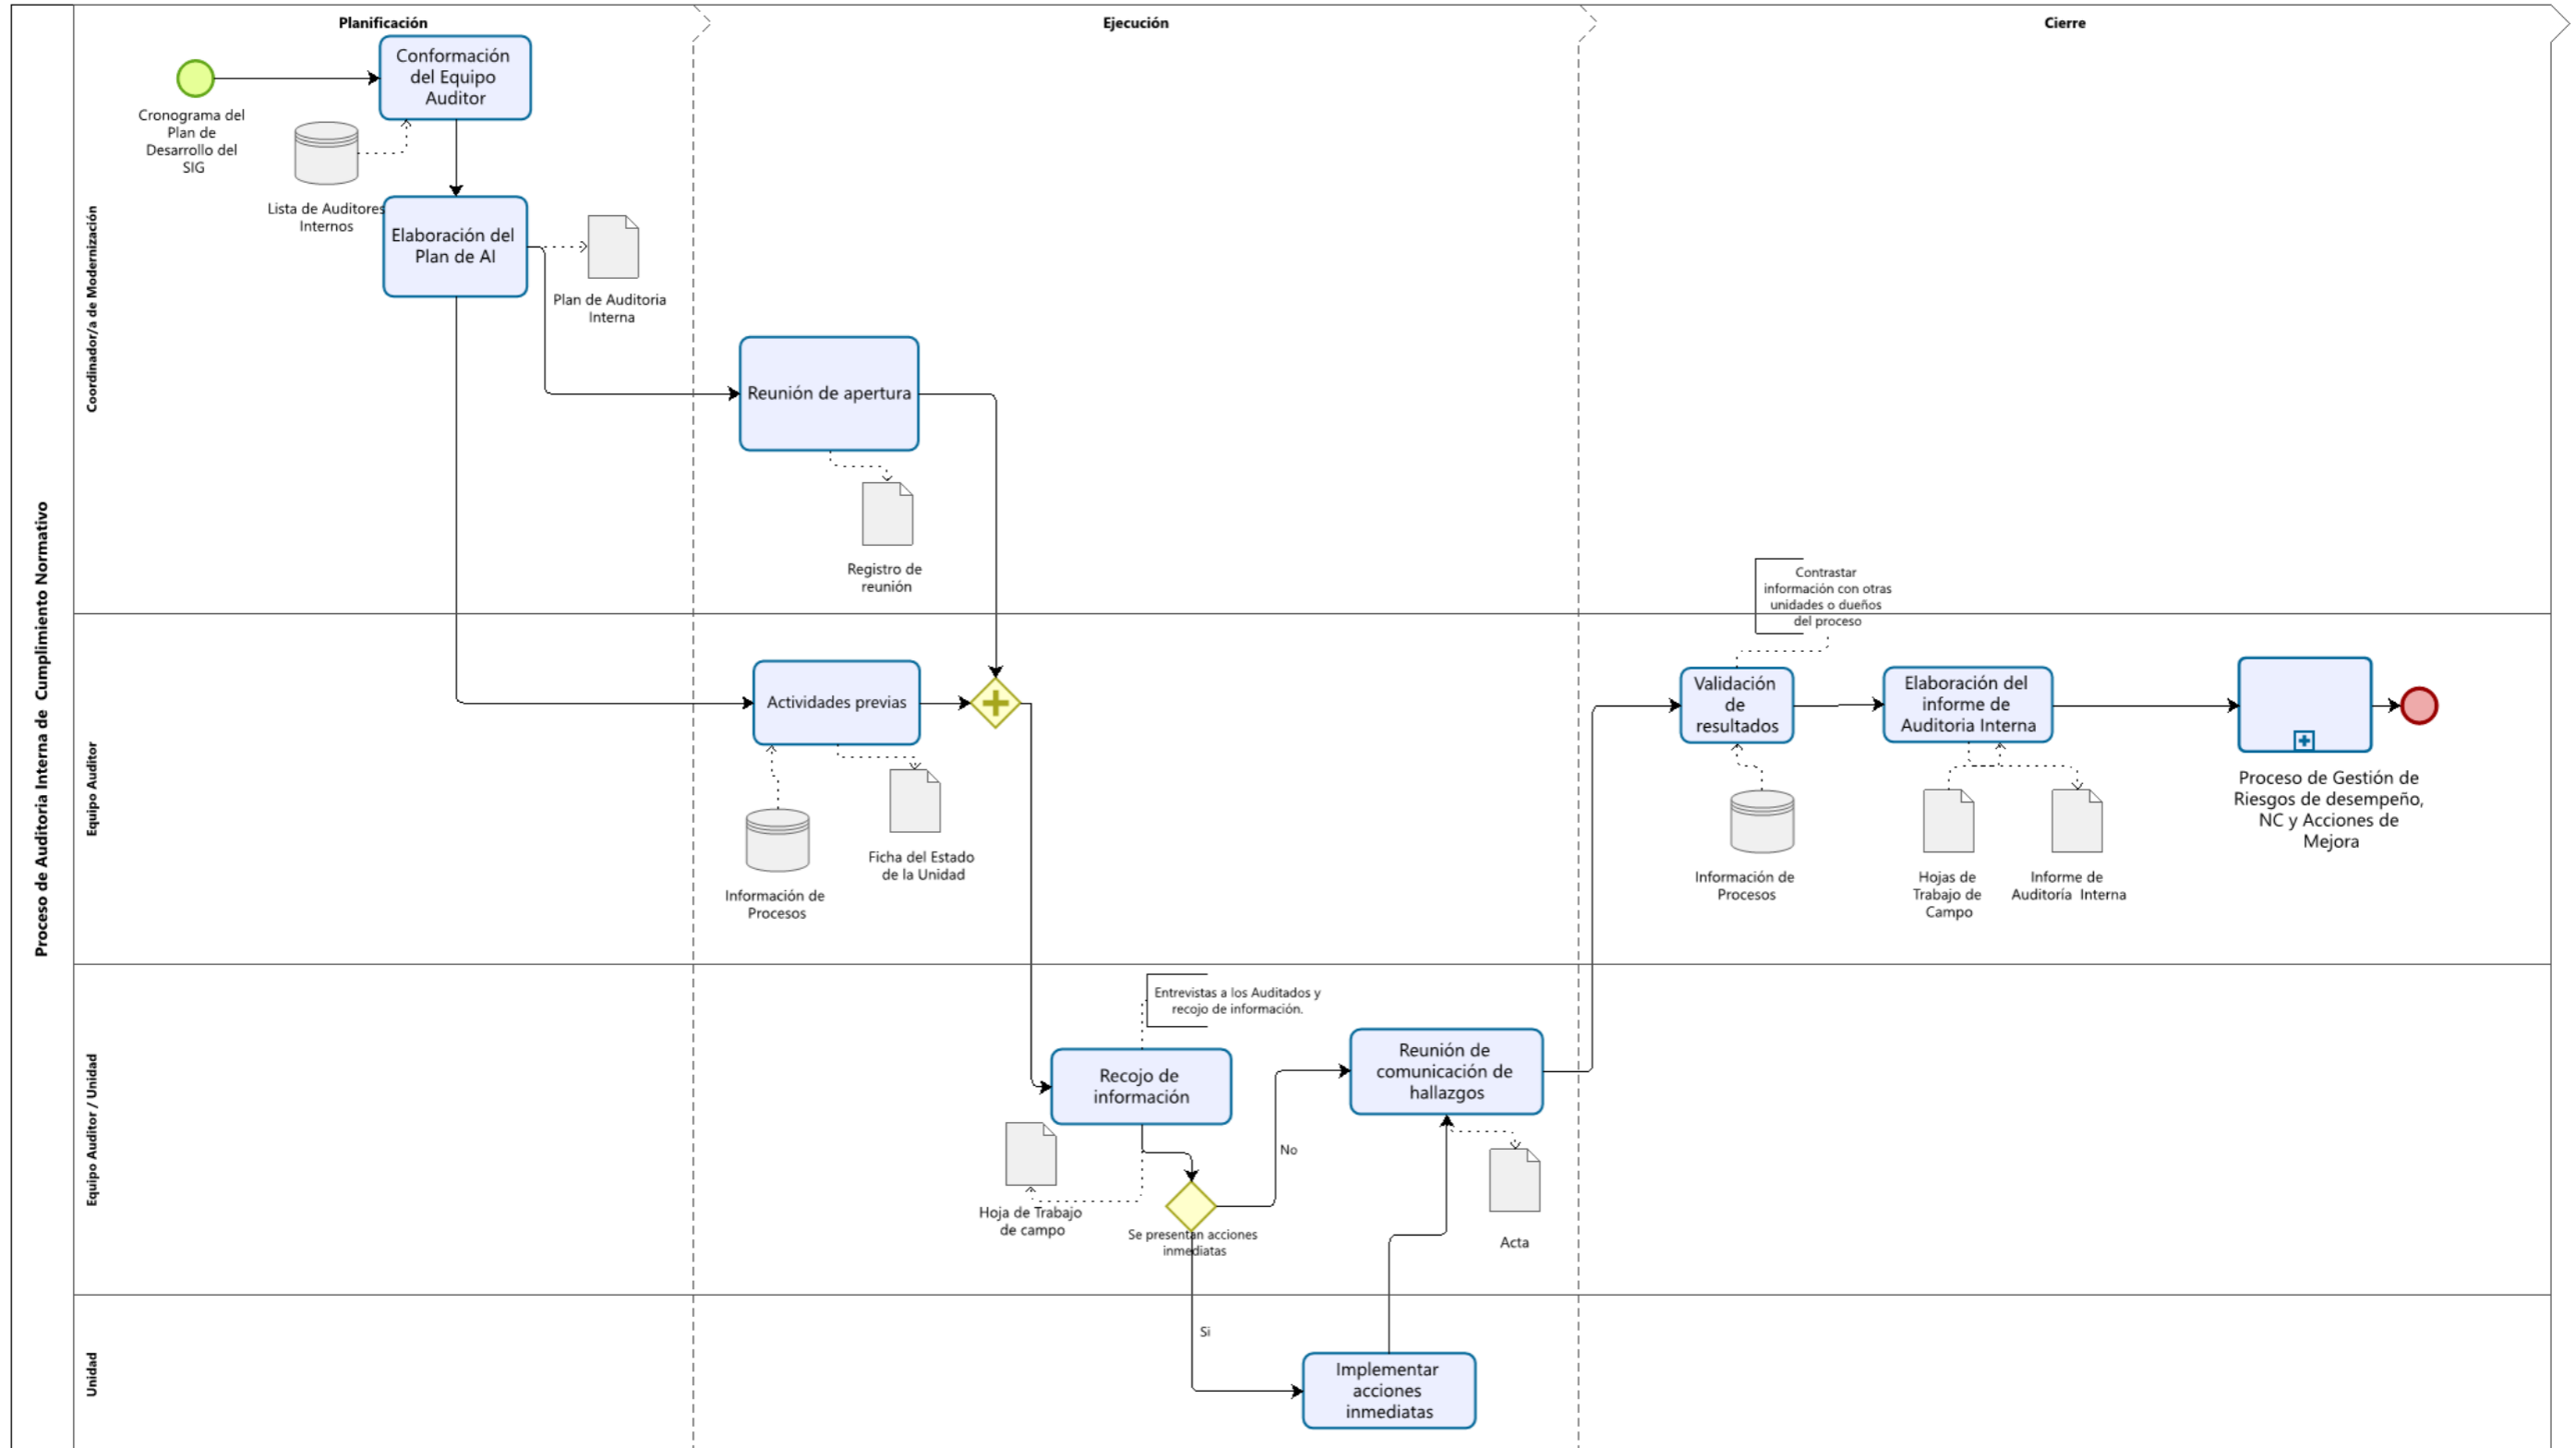 Proceso de Auditoria Interna de  Cumplimiento Normativo
Planificación
Ejecución
Cierre
Coordinador/a de Modernización
Cronograma del
Plan de
Desarrollo del
SIG
Conformación
del Equipo
Auditor
Lista de Auditores
Internos
Elaboración del
Plan de AI
Plan de Auditoria
Interna
Reunión de apertura
Registro de
reunión
Equipo Auditor
Actividades previas
Información de
Procesos
Ficha del Estado
de la Unidad
Contrastar
información con otras
unidades o dueños
del proceso
Validación
de
resultados
Información de
Procesos
Elaboración del
informe de
Auditoria Interna
Hojas de
Trabajo de
Campo
Informe de
Auditoría  Interna
Proceso de Gestión de
Riesgos de desempeño,
NC y Acciones de
Mejora
Equipo Auditor / Unidad
Entrevistas a los Auditados y
recojo de información.
Recojo de
información
Hoja de Trabajo
de campo
Se presentan acciones
inmediatas
No
Reunión de
comunicación de
hallazgos
Acta
Unidad
Si
Implementar
acciones
inmediatas